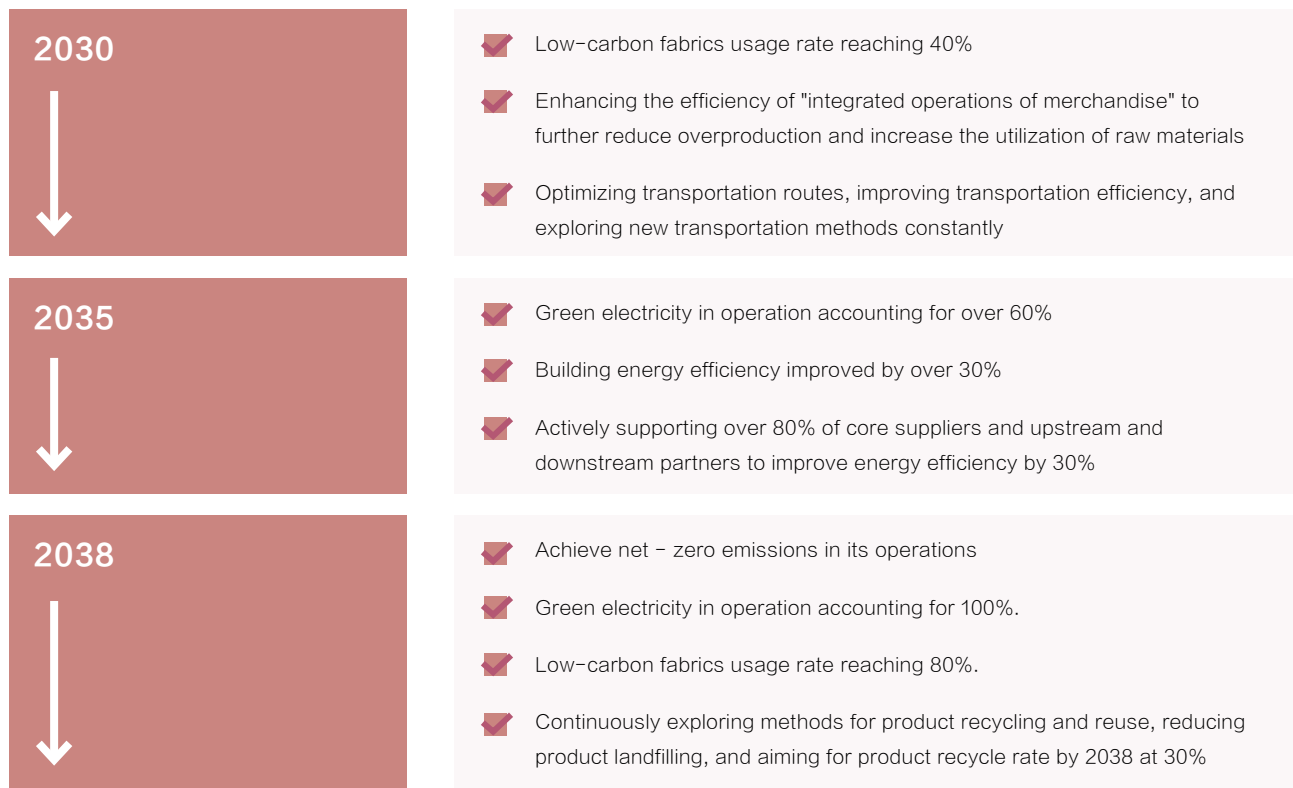 2030
Low-carbon fabrics usage rate reaching 40%
Enhancing the efficiency of "integrated operations of merchandise" to
further reduce overproduction and increase the utilization of raw materials
Optimizing transportation routes, improving transportation efficiency, and
exploring new transportation methods constantly
2035
Green electricity in operation accounting for over 60%
Building energy efficiency improved by over 30%
Actively supporting over 80% of core suppliers and upstream and
downstream partners to improve energy efficiency by 30%
2038
Achieve net - zero emissions in its operations
Green electricity in operation accounting for 100%.
Low-carbon fabrics usage rate reaching 80%.
Continuously exploring methods for product recycling and reuse, reducing
product landfilling, and aiming for product recycle rate by 2038 at 30%